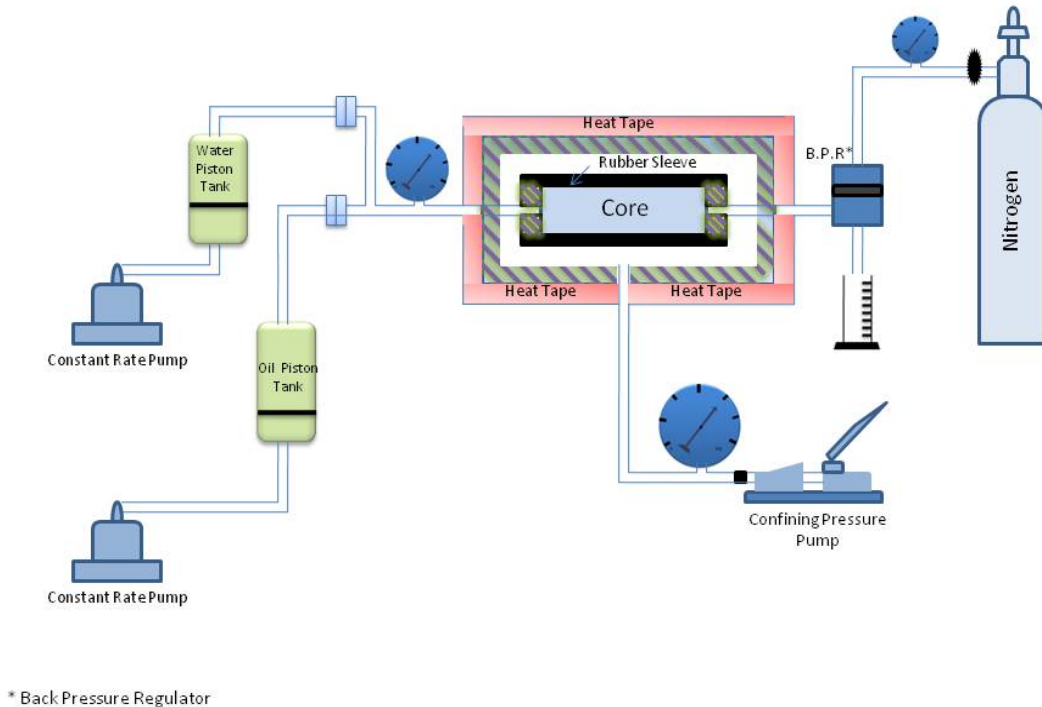 Heat Tape
Water
Piston
Tank
Rubber Sleeve
B.P.R*
Core
Nitrogen
Heat Tape
Heat Tape
Constant Rate Pump
Oil Piston
Tank
Confining Pressure
Pump
Constant Rate Pump
* Back Pressure Regulator